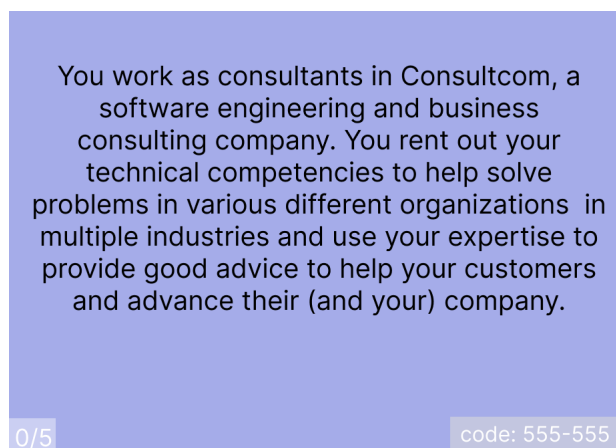 You work as consultants in Consultcom, a
software engineering and business
consulting company. You rent out your
technical competencies to help solve
problems in various different organizations  in
multiple industries and use your expertise to
provide good advice to help your customers
and advance their (and your) company.
0/5
code: 555-555